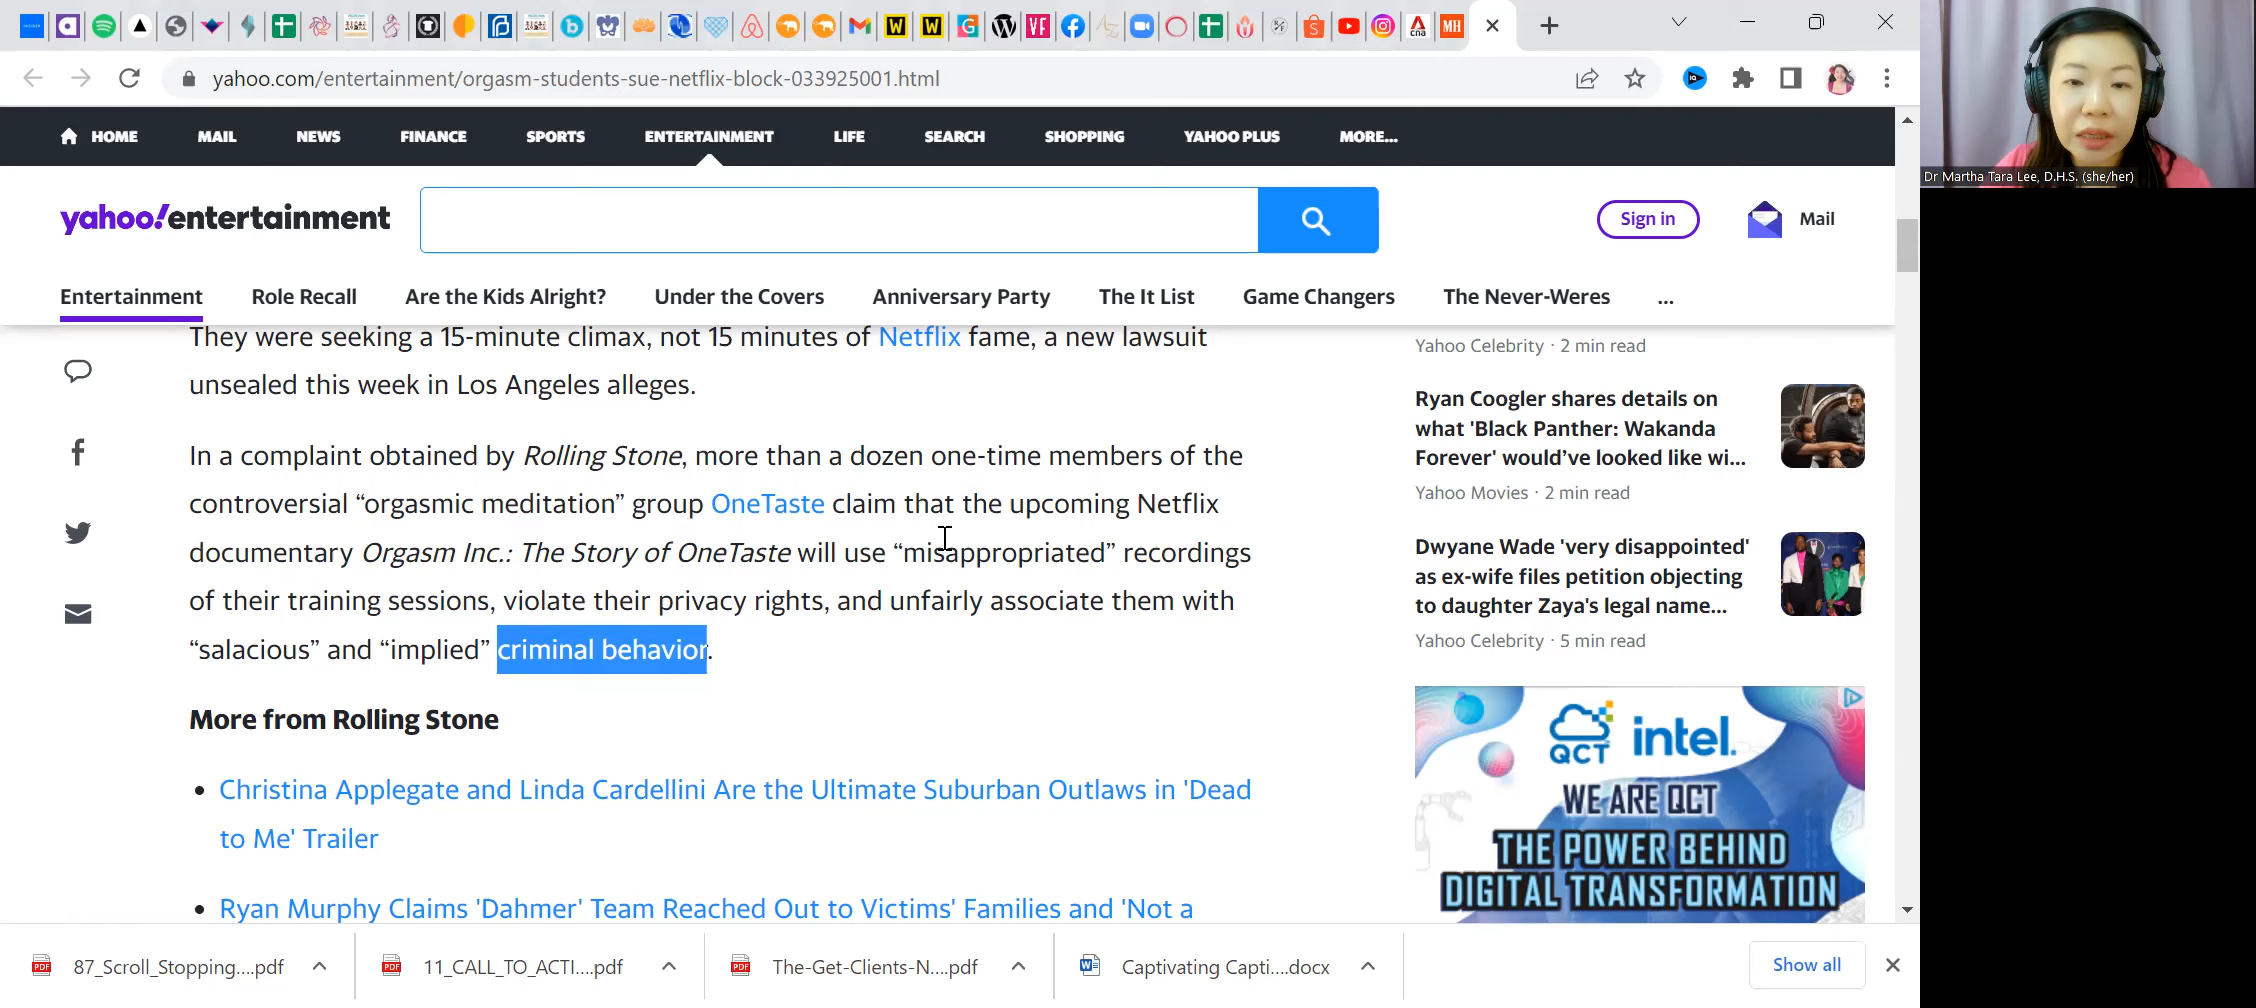 yahoo.com/entertainment/orgasm-students-sue-netflix-block-033925001.html
Dr Martha Tara Lee, D.H.S. (she/her)
HOME MAIL NEWS FINANCE SPORTS ENTERTAINMENT LIFE SEARCH SHOPPING YAHOO PLUS MORE...
yahoo!entertainment
Sign in Mail
Entertainment Role Recall Are the Kids Alright? Under the Covers Anniversary Party The It List Game Changers The Never-Weres ...
They were seeking a 15-minute climax, not 15 minutes of Netflix fame, a new lawsuit
unsealed this week in Los Angeles alleges.
In a complaint obtained by Rolling Stone, more than a dozen one-time members of the
controversial “orgasmic meditation” group OneTaste claim that the upcoming Netflix
documentary Orgasm Inc.: The Story of OneTaste will use “misappropriated” recordings
of their training sessions, violate their privacy rights, and unfairly associate them with
“salacious” and “implied” criminal behavior.
More from Rolling Stone
Christina Applegate and Linda Cardellini Are the Ultimate Suburban Outlaws in 'Dead
to Me' Trailer
Ryan Murphy Claims 'Dahmer' Team Reached Out to Victims' Families and 'Not a
Yahoo Celebrity · 2 min read
Ryan Coogler shares details on
what 'Black Panther: Wakanda
Forever' would’ve looked like wi...
Yahoo Movies · 2 min read
Dwyane Wade 'very disappointed'
as ex-wife files petition objecting
to daughter Zaya's legal name...
Yahoo Celebrity · 5 min read
QCT intel.
WE ARE QCT
THE POWER BEHIND
DIGITAL TRANSFORMATION
87_Scroll_Stopping....pdf 11_CALL_TO_ACTI....pdf The-Get-Clients-N....pdf Captivating Capti....docx Show all